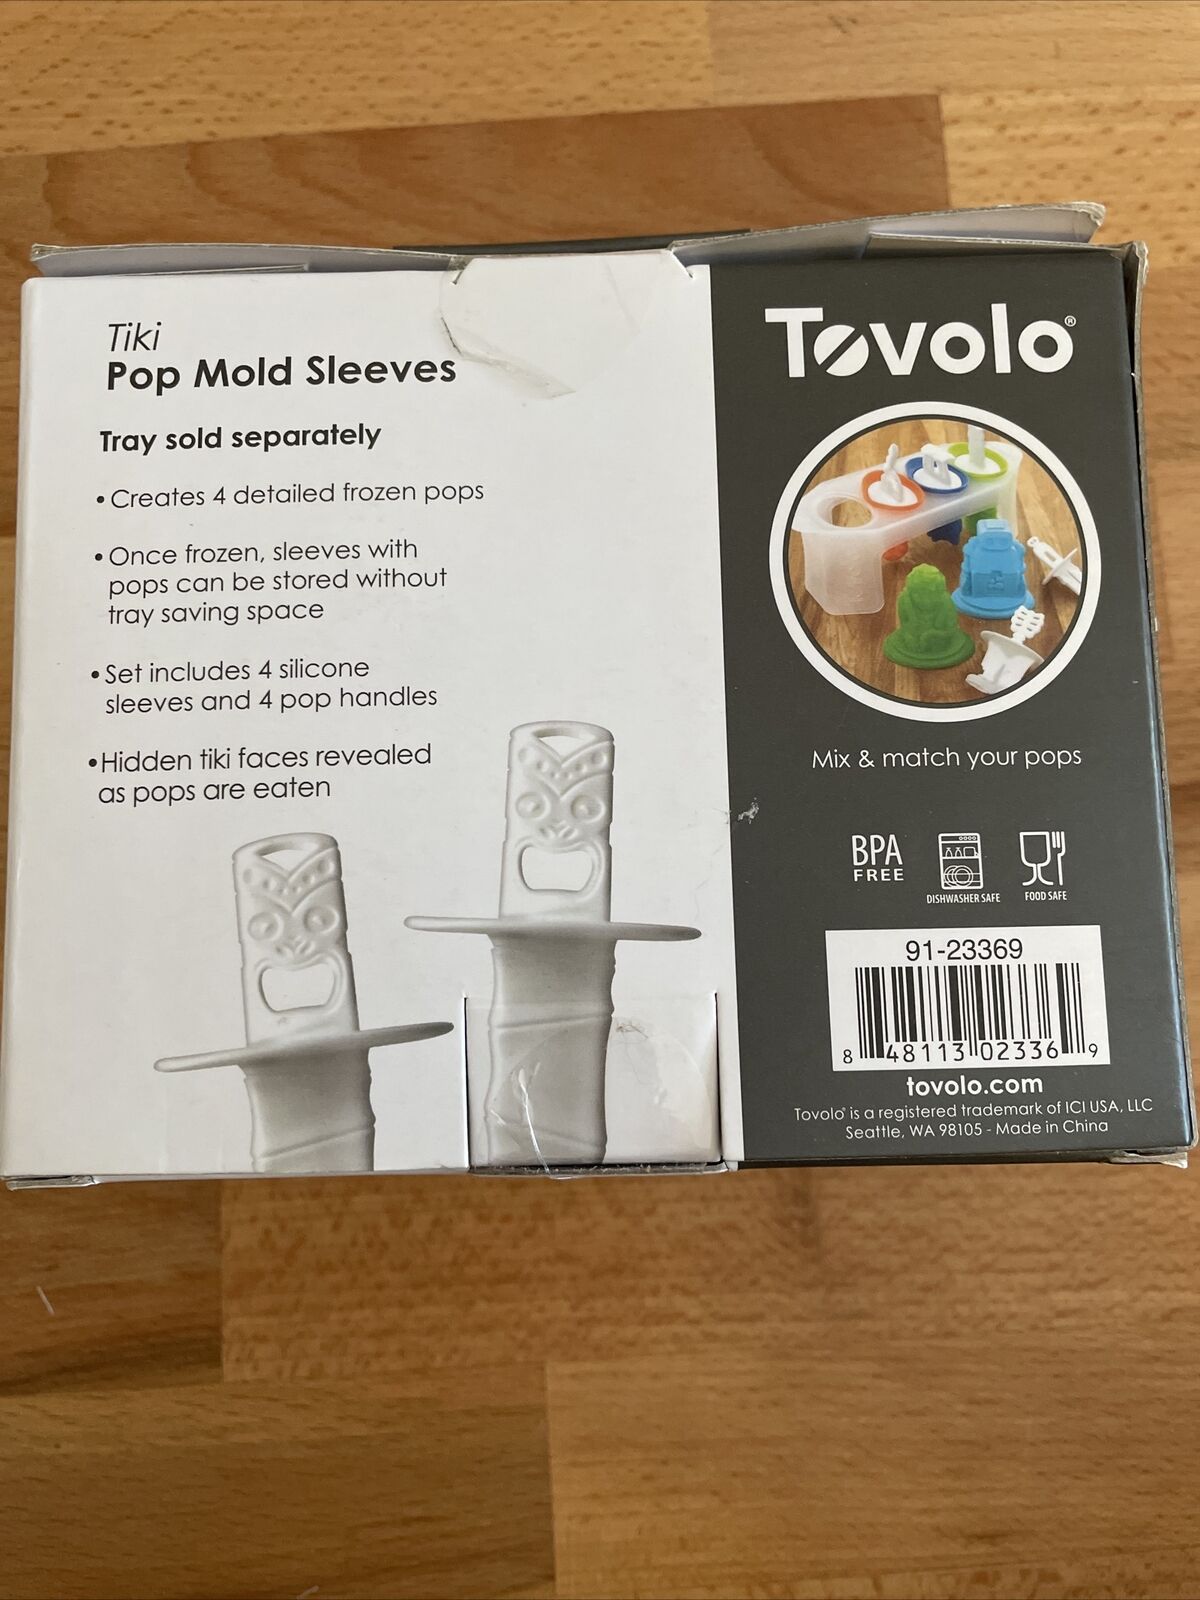 Tiki
Pop Mold Sleeves
Tray sold separately
• Creates 4 detailed frozen pops
• Once frozen, sleeves with
pops can be stored without
tray saving space
• Set includes 4 silicone
sleeves and 4 pop handles
• Hidden tiki faces revealed
as pops are eaten
Tovolo®
Mix & match your pops
BPA
FREE
DISHWASHER SAFE
FOOD SAFE
91-23369
8 48113 02336 9
tovolo.com
Tovolo® is a registered trademark of ICI USA, LLC
Seattle, WA 98105 - Made in China